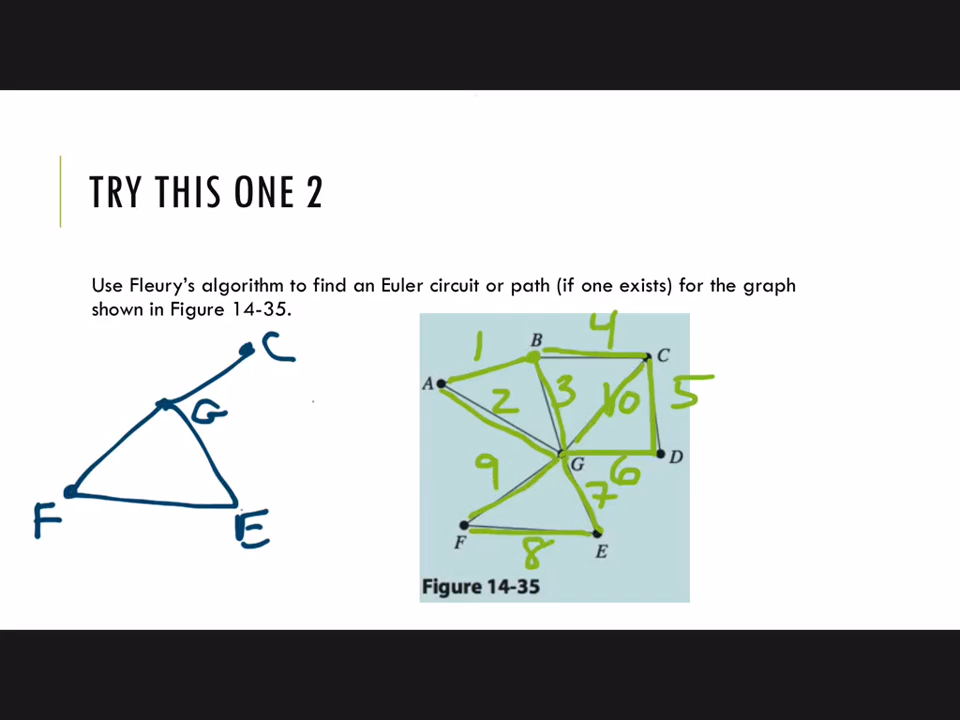 TRY THIS ONE 2
Use Fleury's algorithm to find an Euler circuit or path (if one exists) for the graph
shown in Figure 14-35.
C
G
F
E
4
1
B
C
A
2
3
10
5
9
G
6
D
7
F
8
E
Figure 14-35